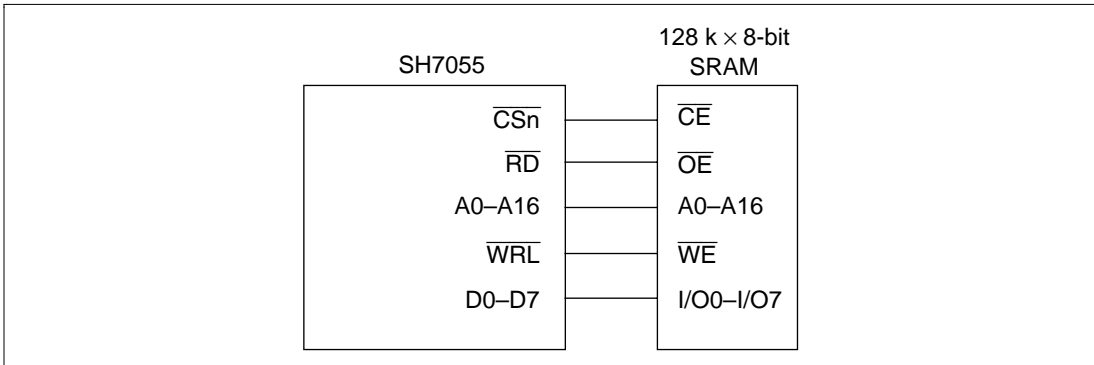 128 k × 8-bit
SH7055 SRAM
CSn CE
RD OE
A0–A16 A0–A16
WRL WE
D0–D7 I/O0–I/O7